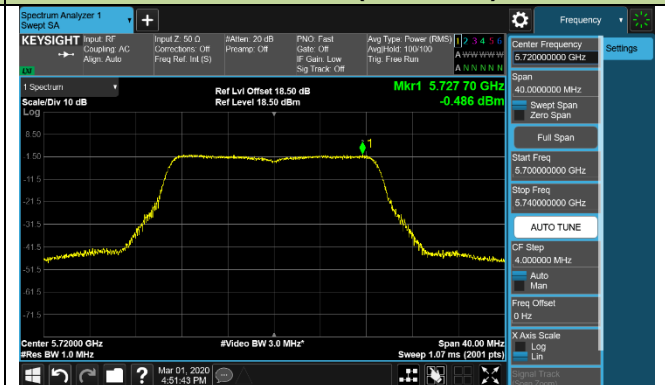 Spectrum Analyzer 1
Swept SA
Frequency
KEYSIGHT
Input: RF
Coupling: AC
Align: Auto
Input Z: 50 Ω
Corrections: Off
Freq Ref: Int (S)
#Atten: 20 dB
Preamp: Off
PNO: Fast
Gate: Off
IF Gain: Low
Sig Track: Off
Avg Type: Power (RMS)
Avg|Hold: 100/100
Trig: Free Run
1 2 3 4 5 6
A W W W W W
A N N N N N
LV
1 Spectrum
Scale/Div 10 dB
Log
Ref Lvl Offset 18.50 dB
Ref Level 18.50 dBm
Mkr1 5.727 70 GHz
-0.486 dBm
8.50
-1.50
-11.5
-21.5
-31.5
-41.5
-51.5
-61.5
-71.5
1
Center 5.72000 GHz
#Res BW 1.0 MHz
#Video BW 3.0 MHz*
Span 40.00 MHz
Sweep 1.07 ms (2001 pts)
Mar 01, 2020
4:51:43 PM
Center Frequency
5.720000000 GHz
Span
40.0000000 MHz
Swept Span
Zero Span
Full Span
Start Freq
5.700000000 GHz
Stop Freq
5.740000000 GHz
AUTO TUNE
CF Step
4.000000 MHz
Auto
Man
Freq Offset
0 Hz
X Axis Scale
Log
Lin
Signal Track
Settings